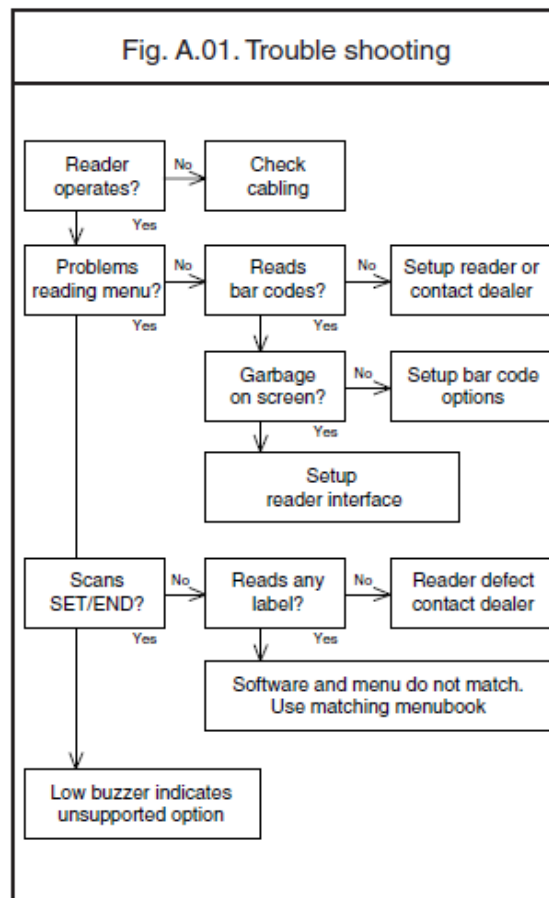 Fig. A.01. Trouble shooting
Reader
operates?
No
Check
cabling
Yes
Problems
reading menu?
No
Reads
bar codes?
No
Setup reader or
contact dealer
Yes
Yes
Garbage
on screen?
No
Setup bar code
options
Yes
Setup
reader interface
Scans
SET/END?
No
Reads any
label?
No
Reader defect
contact dealer
Yes
Yes
Software and menu do not match.
Use matching menubook
Low buzzer indicates
unsupported option